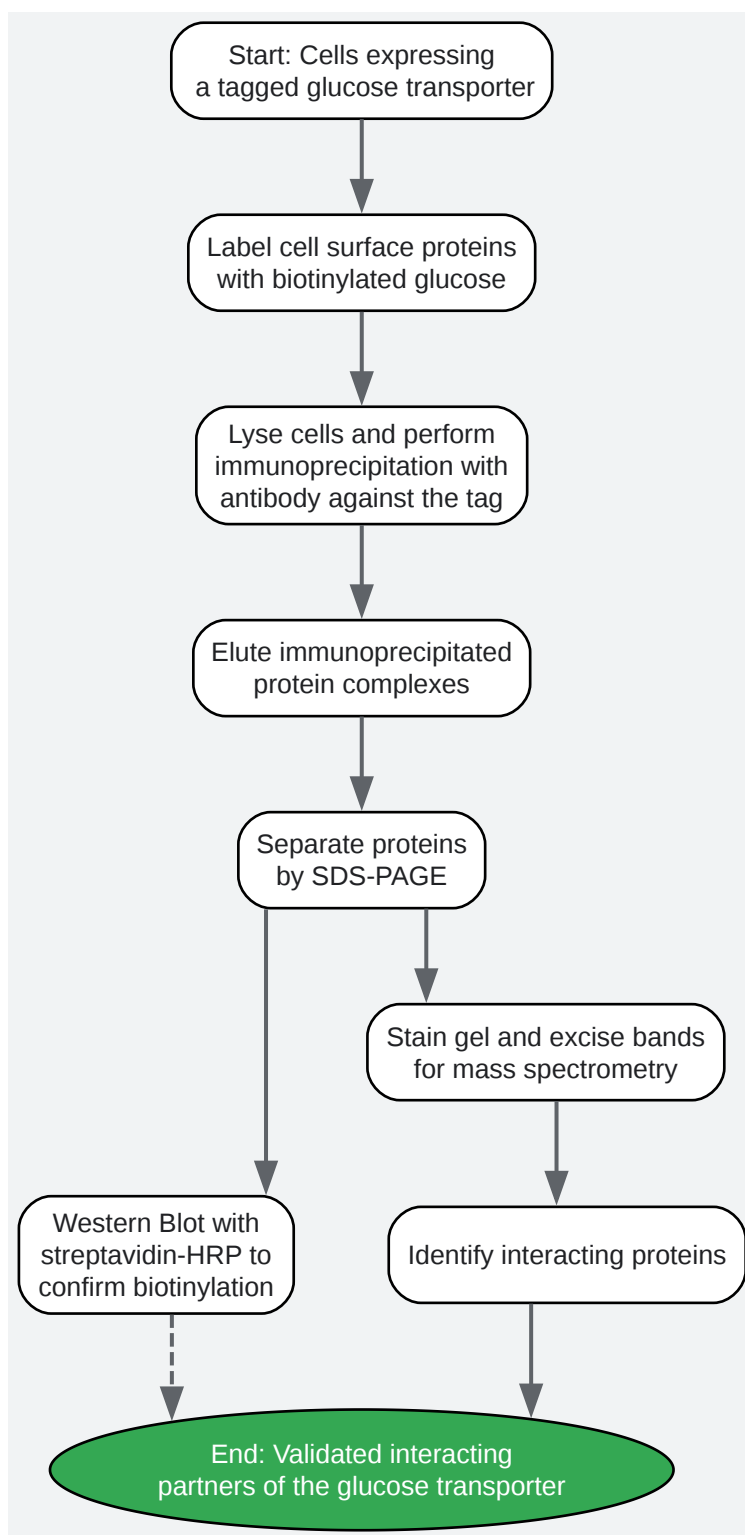 Start: Cells expressing
a tagged glucose transporter
Label cell surface proteins
with biotinylated glucose
Lyse cells and perform
immunoprecipitation with
antibody against the tag
Elute immunoprecipitated
protein complexes
Separate proteins
by SDS-PAGE
Stain gel and excise bands
for mass spectrometry
Western Blot with
streptavidin-HRP to
confirm biotinylation
Identify interacting proteins
End: Validated interacting
partners of the glucose transporter